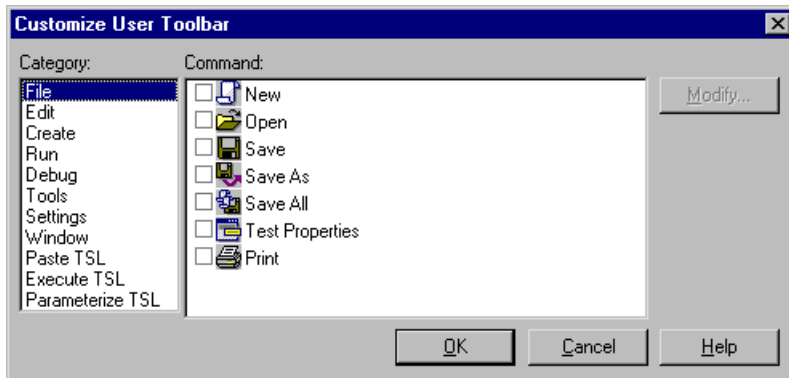 Customize User Toolbar
Category:
Command:
File
Edit
Create
Run
Debug
Tools
Settings
Window
Paste TSL
Execute TSL
Parameterize TSL
New
Open
Save
Save As
Save All
Test Properties
Print
Modify...
OK
Cancel
Help